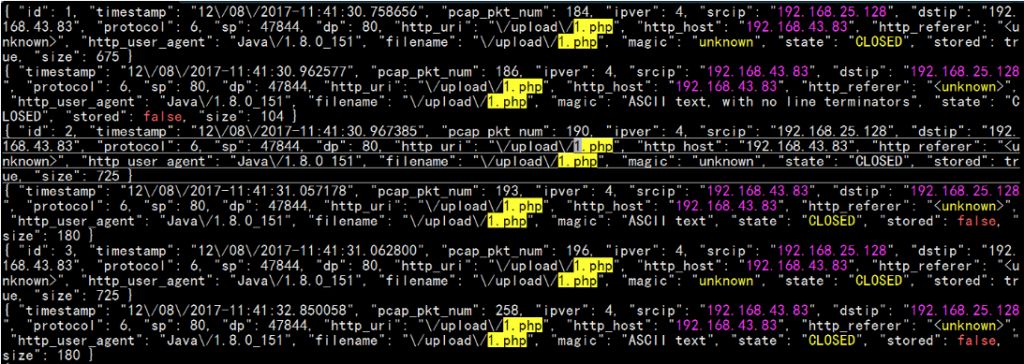 { "id": 1, "timestamp": "12\/08\/2017-11:41:30.758656", "pcap_pkt_num": 184, "ipver": 4, "srcip": "192.168.25.128", "dstip": "192.
168.43.83", "protocol": 6, "sp": 47844, "dp": 80, "http_uri": "\/upload\/1.php", "http_host": "192.168.43.83", "http_referer": "<u
nknown>", "http_user_agent": "Java\/1.8.0_151", "filename": "\/upload\/1.php", "magic": "unknown", "state": "CLOSED", "stored": tr
ue, "size": 675 }
{ "timestamp": "12\/08\/2017-11:41:30.962577", "pcap_pkt_num": 186, "ipver": 4, "srcip": "192.168.43.83", "dstip": "192.168.25.128
", "protocol": 6, "sp": 80, "dp": 47844, "http_uri": "\/upload\/1.php", "http_host": "192.168.43.83", "http_referer": "<unknown>",
"http_user_agent": "Java\/1.8.0_151", "filename": "\/upload\/1.php", "magic": "ASCII text, with no line terminators", "state": "C
LOSED", "stored": false, "size": 104 }
{ "id": 2, "timestamp": "12\/08\/2017-11:41:30.967385", "pcap_pkt_num": 190, "ipver": 4, "srcip": "192.168.25.128", "dstip": "192.
168.43.83", "protocol": 6, "sp": 47844, "dp": 80, "http_uri": "\/upload\/1.php", "http_host": "192.168.43.83", "http_referer": "<u
nknown>", "http_user_agent": "Java\/1.8.0_151", "filename": "\/upload\/1.php", "magic": "unknown", "state": "CLOSED", "stored": tr
ue, "size": 725 }
{ "timestamp": "12\/08\/2017-11:41:31.057178", "pcap_pkt_num": 193, "ipver": 4, "srcip": "192.168.43.83", "dstip": "192.168.25.128
", "protocol": 6, "sp": 80, "dp": 47844, "http_uri": "\/upload\/1.php", "http_host": "192.168.43.83", "http_referer": "<unknown>",
"http_user_agent": "Java\/1.8.0_151", "filename": "\/upload\/1.php", "magic": "ASCII text", "state": "CLOSED", "stored": false, "
size": 180 }
{ "id": 3, "timestamp": "12\/08\/2017-11:41:31.062800", "pcap_pkt_num": 196, "ipver": 4, "srcip": "192.168.25.128", "dstip": "192.
168.43.83", "protocol": 6, "sp": 47844, "dp": 80, "http_uri": "\/upload\/1.php", "http_host": "192.168.43.83", "http_referer": "<u
nknown>", "http_user_agent": "Java\/1.8.0_151", "filename": "\/upload\/1.php", "magic": "unknown", "state": "CLOSED", "stored": tr
ue, "size": 725 }
{ "timestamp": "12\/08\/2017-11:41:32.850058", "pcap_pkt_num": 258, "ipver": 4, "srcip": "192.168.43.83", "dstip": "192.168.25.128
", "protocol": 6, "sp": 80, "dp": 47844, "http_uri": "\/upload\/1.php", "http_host": "192.168.43.83", "http_referer": "<unknown>",
"http_user_agent": "Java\/1.8.0_151", "filename": "\/upload\/1.php", "magic": "ASCII text", "state": "CLOSED", "stored": false, "
size": 180 }